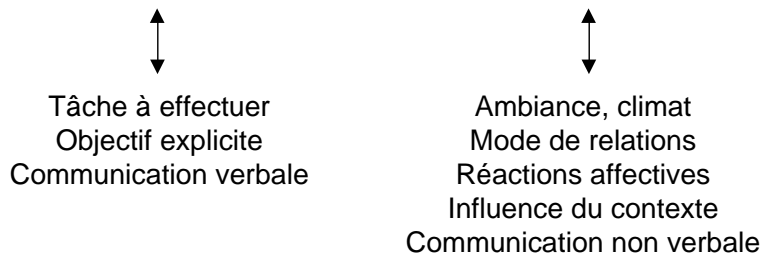 Tâche à effectuer
Objectif explicite
Communication verbale
Ambiance, climat
Mode de relations
Réactions affectives
Influence du contexte
Communication non verbale